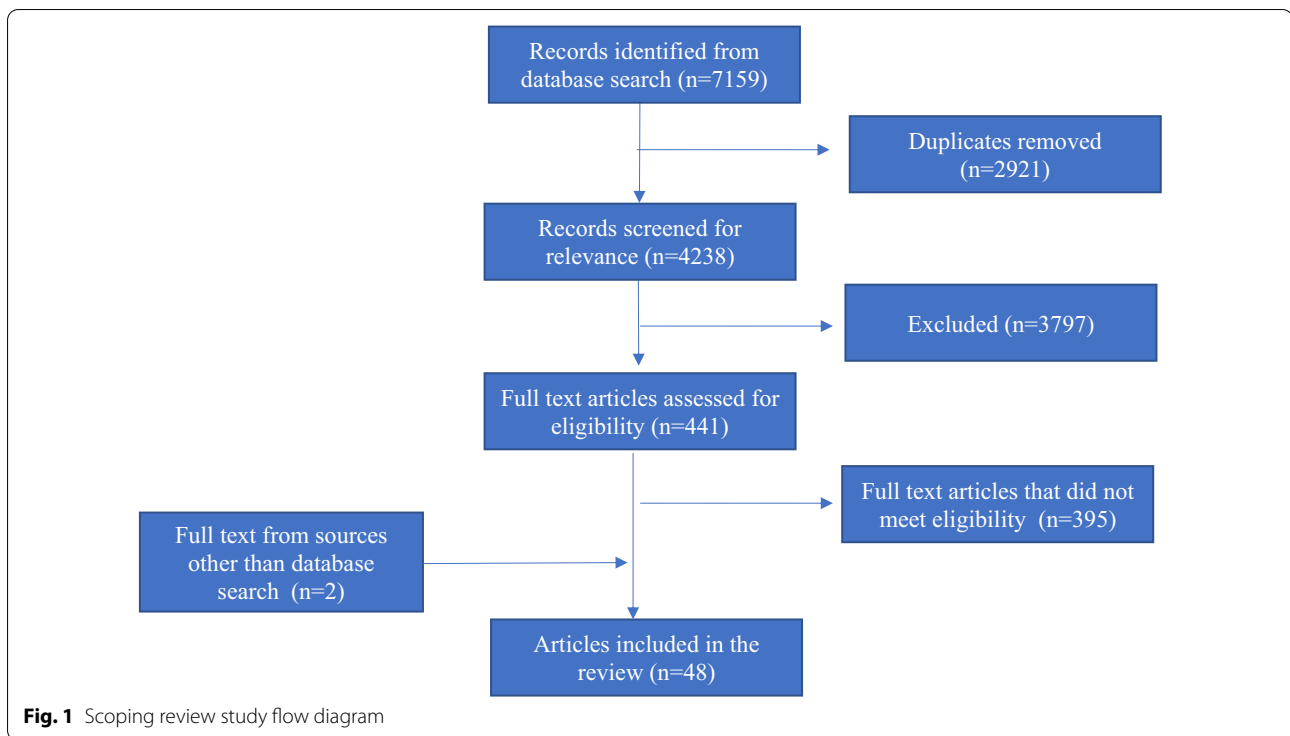 Records identified from
database search (n=7159)
Duplicates removed
(n=2921)
Records screened for
relevance (n=4238)
Excluded (n=3797)
Full text articles assessed for
eligibility (n=441)
Full text articles that did not
meet eligibility (n=395)
Full text from sources
other than database
search (n=2)
Articles included in the
review (n=48)
Fig. 1 Scoping review study flow diagram